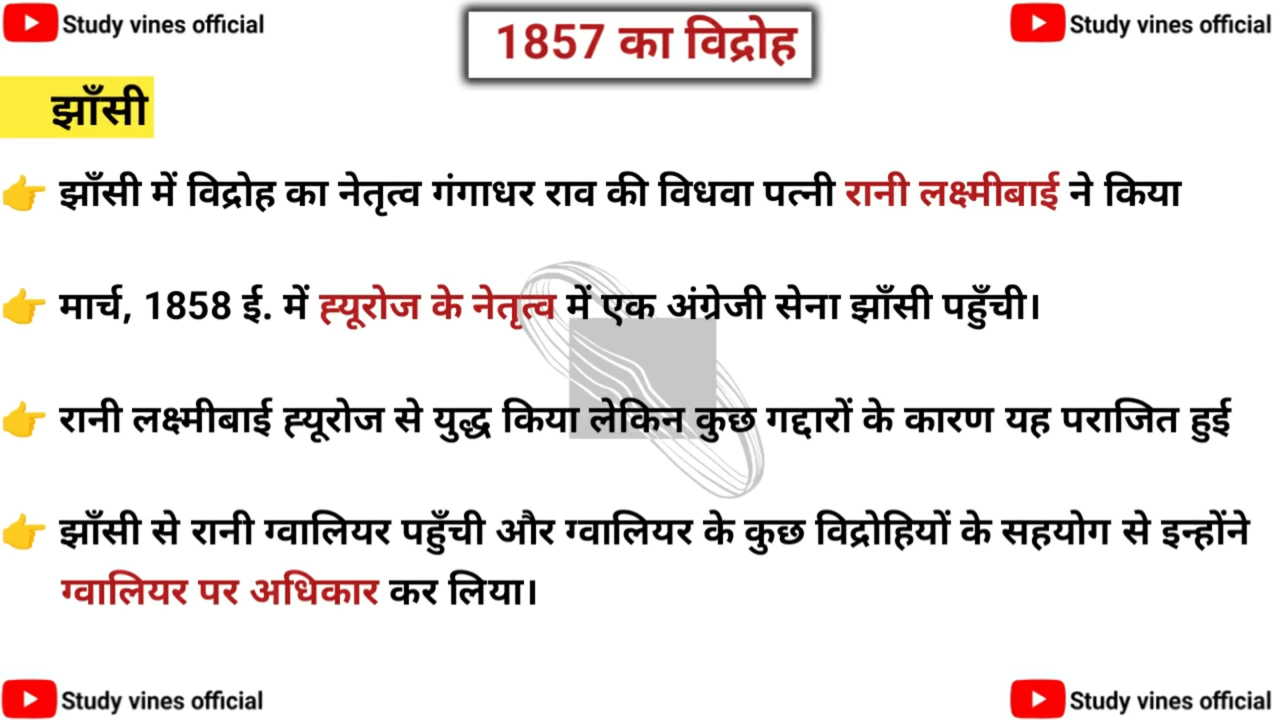 Study vines official
1857 का विद्रोह
Study vines official
झाँसी
👉 झाँसी में विद्रोह का नेतृत्व गंगाधर राव की विधवा पत्नी रानी लक्ष्मीबाई ने किया
👉 मार्च, 1858 ई. में ह्यूरोज के नेतृत्व में एक अंग्रेजी सेना झाँसी पहुँची।
👉 रानी लक्ष्मीबाई ह्यूरोज से युद्ध किया लेकिन कुछ गद्दारों के कारण यह पराजित हुई
👉 झाँसी से रानी ग्वालियर पहुँची और ग्वालियर के कुछ विद्रोहियों के सहयोग से इन्होंने
ग्वालियर पर अधिकार कर लिया।
Study vines official
Study vines official